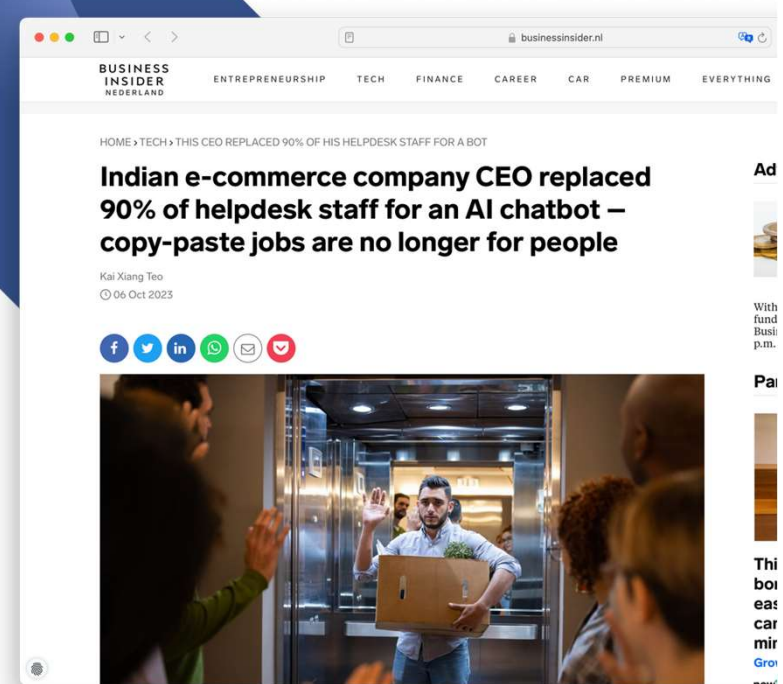 businessinsider.nl
BUSINESS
INSIDER
NEDERLAND
ENTREPRENEURSHIP TECH FINANCE CAREER CAR PREMIUM EVERYTHING
HOME › TECH › THIS CEO REPLACED 90% OF HIS HELPDESK STAFF FOR A BOT
Indian e-commerce company CEO replaced
90% of helpdesk staff for an AI chatbot –
copy-paste jobs are no longer for people
Kai Xiang Teo
06 Oct 2023
f
in
Ad
With
fund
Busi
p.m.
Par
Thi
bor
eas
car
min
Grow